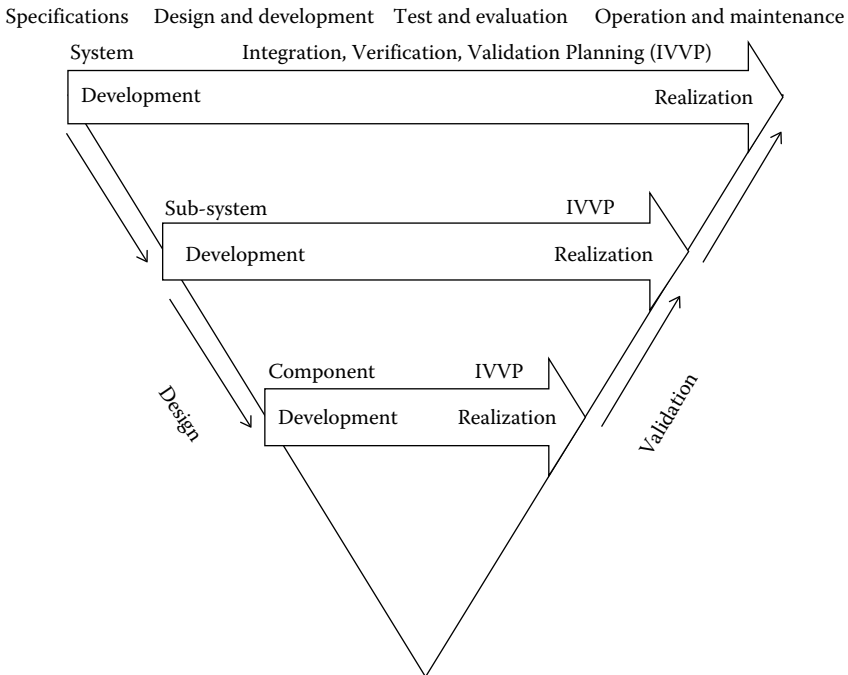 Specifications Design and development Test and evaluation Operation and maintenance
System Integration, Verification, Validation Planning (IVVP)
Development Realization
Sub-system IVVP
Development Realization
Component IVVP
Development Realization
Design
Validation